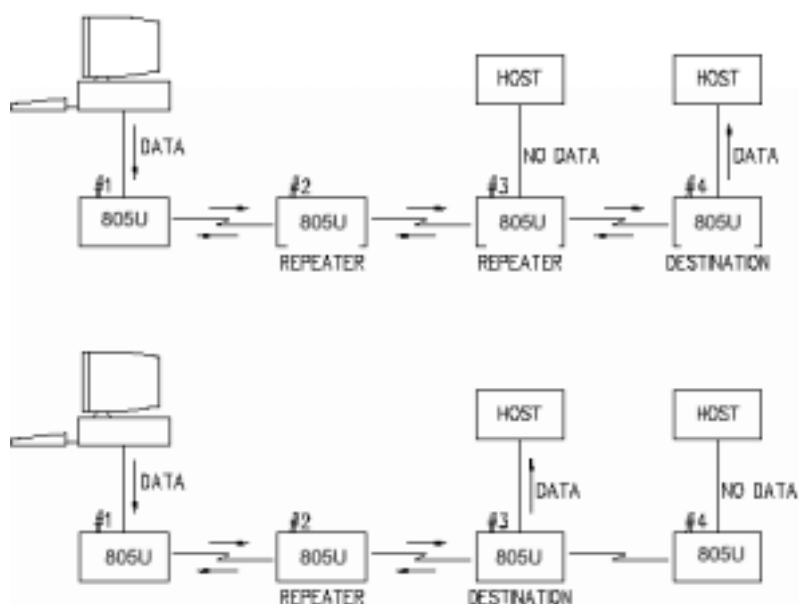 HOST HOST
DATA NO DATA DATA
#1 #2 #3 #4
805U 805U 805U 805U
REPEATER REPEATER DESTINATION
HOST HOST
DATA DATA NO DATA
#1 #2 #3 #4
805U 805U 805U 805U
REPEATER DESTINATION